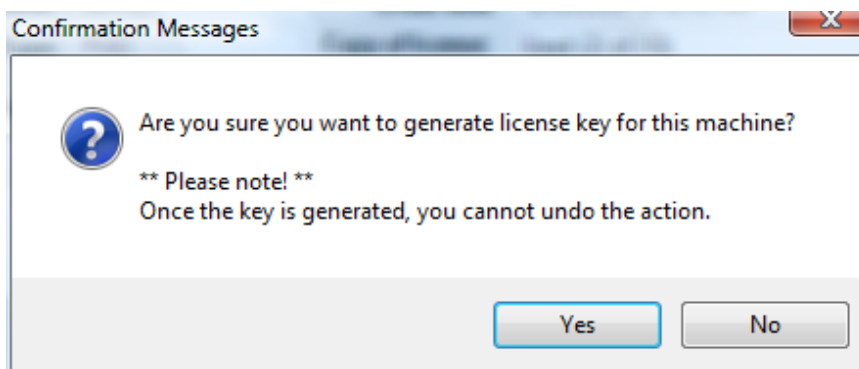 Confirmation Messages
Are you sure you want to generate license key for this machine?
** Please note! **
Once the key is generated, you cannot undo the action.
Yes
No